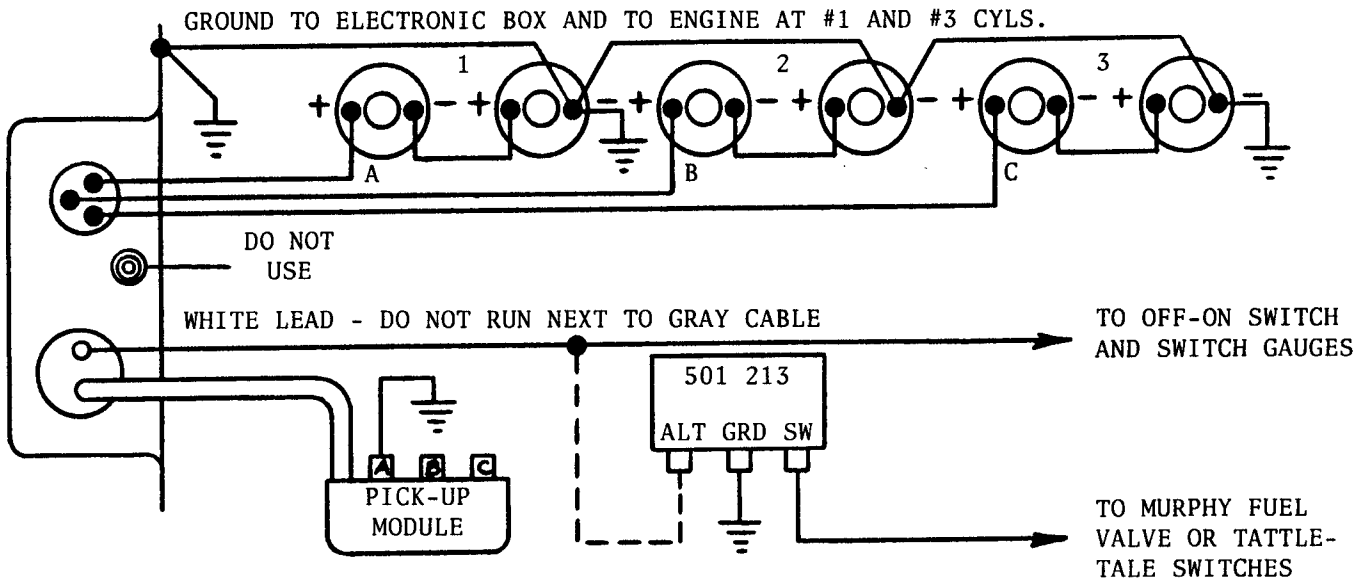 GROUND TO ELECTRONIC BOX AND TO ENGINE AT #1 AND #3 CYLS.
1 2 3
+ - + - + - + - + - + -
A B C
DO NOT
USE
WHITE LEAD - DO NOT RUN NEXT TO GRAY CABLE
TO OFF-ON SWITCH
AND SWITCH GAUGES
501 213
ALT GRD SW
A B C
PICK-UP
MODULE
TO MURPHY FUEL
VALVE OR TATTLE-
TALE SWITCHES